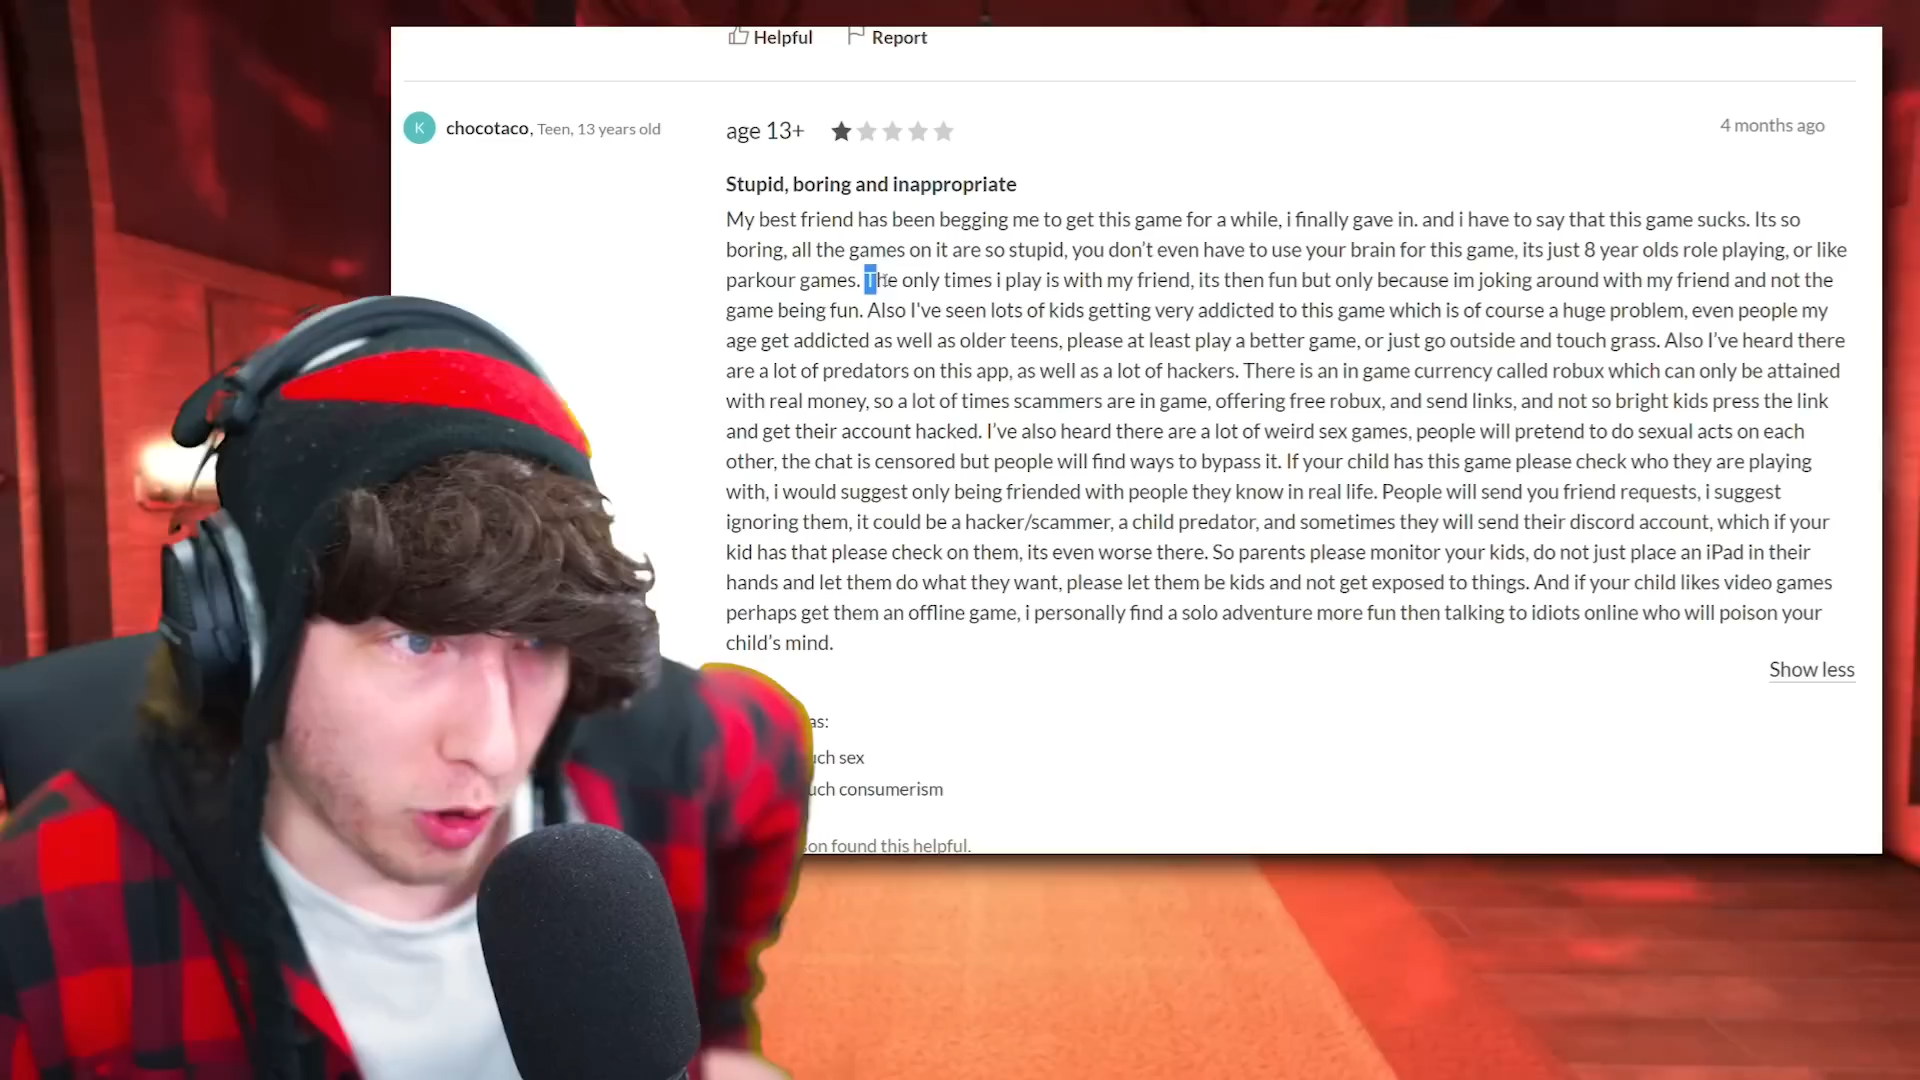 Helpful Report
K chocotaco, Teen, 13 years old age 13+ 4 months ago
Stupid, boring and inappropriate
My best friend has been begging me to get this game for a while, i finally gave in. and i have to say that this game sucks. Its so
boring, all the games on it are so stupid, you don’t even have to use your brain for this game, its just 8 year olds role playing, or like
parkour games. The only times i play is with my friend, its then fun but only because im joking around with my friend and not the
game being fun. Also I've seen lots of kids getting very addicted to this game which is of course a huge problem, even people my
age get addicted as well as older teens, please at least play a better game, or just go outside and touch grass. Also I’ve heard there
are a lot of predators on this app, as well as a lot of hackers. There is an in game currency called robux which can only be attained
with real money, so a lot of times scammers are in game, offering free robux, and send links, and not so bright kids press the link
and get their account hacked. I’ve also heard there are a lot of weird sex games, people will pretend to do sexual acts on each
other, the chat is censored but people will find ways to bypass it. If your child has this game please check who they are playing
with, i would suggest only being friended with people they know in real life. People will send you friend requests, i suggest
ignoring them, it could be a hacker/scammer, a child predator, and sometimes they will send their discord account, which if your
kid has that please check on them, its even worse there. So parents please monitor your kids, do not just place an iPad in their
hands and let them do what they want, please let them be kids and not get exposed to things. And if your child likes video games
perhaps get them an offline game, i personally find a solo adventure more fun then talking to idiots online who will poison your
child’s mind.
Show less
as:
uch sex
uch consumerism
son found this helpful.